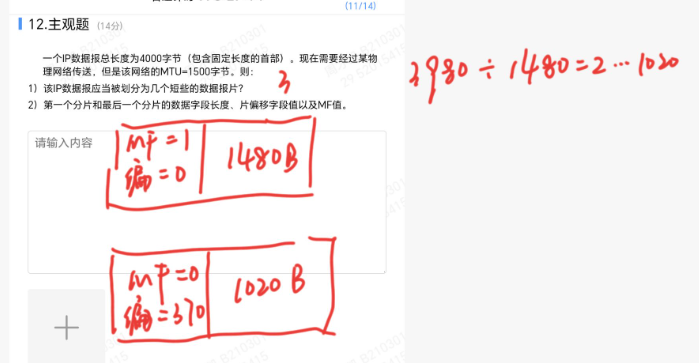 (11/14)
12.主观题 (14分)
一个IP数据报总长度为4000字节（包含固定长度的首部），现在需要经过某物
理网络传送，但是该网络的MTU=1500字节。则：
1）该IP数据报应当被划分为几个短些的数据报片？
3
2）第一个分片和最后一个分片的数据字段长度、片偏移字段值以及MF值。
3980÷1480=2…1020
请输入内容
MF=1
偏=0
1480B
MF=0
偏=370
1020B
+